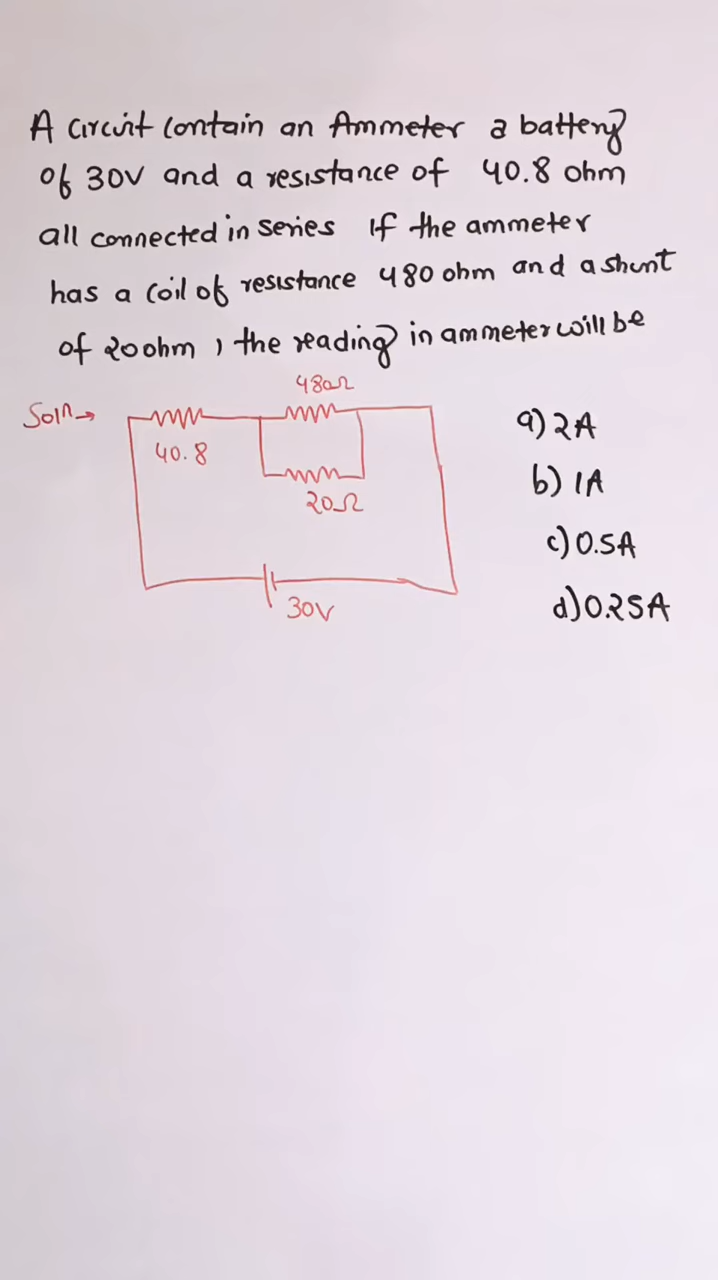 A circuit contain an Ammeter a battery
of 30V and a resistance of 40.8 ohm
all connected in series If the ammeter
has a coil of resistance 480 ohm and a shunt
of 20 ohm, the reading in ammeter will be
Solⁿ→
480Ω
40.8
20Ω
30V
a) 2A
b) 1A
c) 0.5A
d) 0.25A